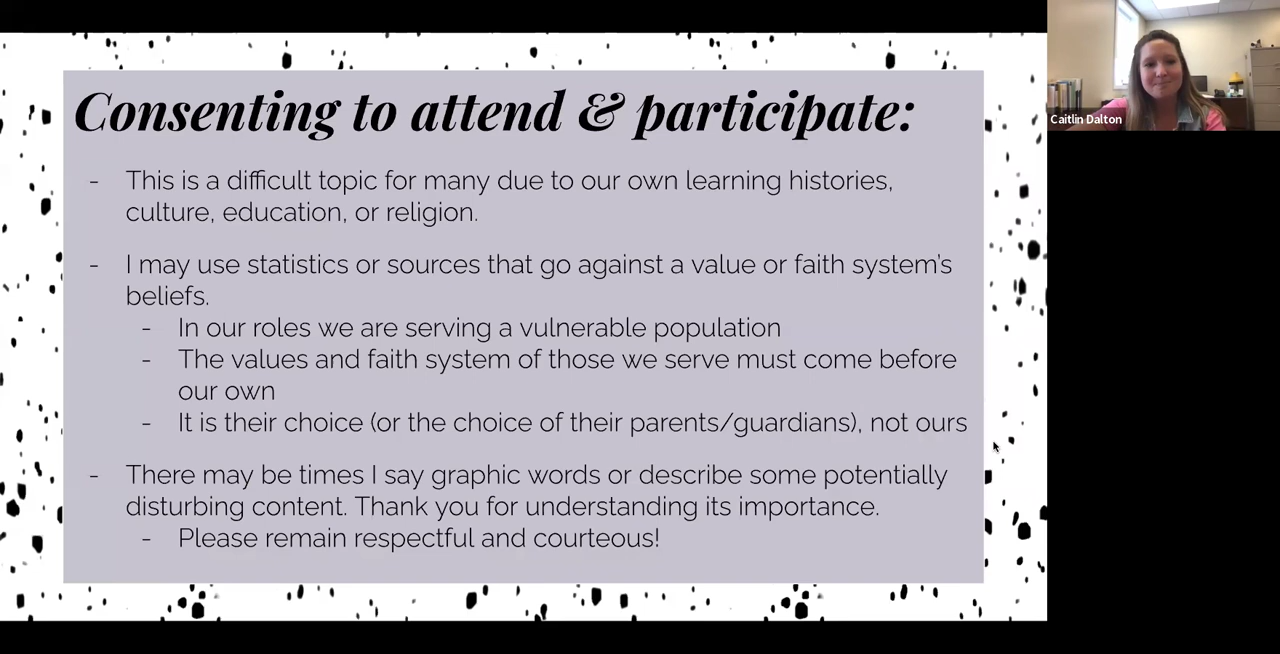 Consenting to attend & participate:
- This is a difficult topic for many due to our own learning histories,
culture, education, or religion.
- I may use statistics or sources that go against a value or faith system's
beliefs.
- In our roles we are serving a vulnerable population
- The values and faith system of those we serve must come before
our own
- It is their choice (or the choice of their parents/guardians), not ours
- There may be times I say graphic words or describe some potentially
disturbing content. Thank you for understanding its importance.
- Please remain respectful and courteous!
Caitlin Dalton